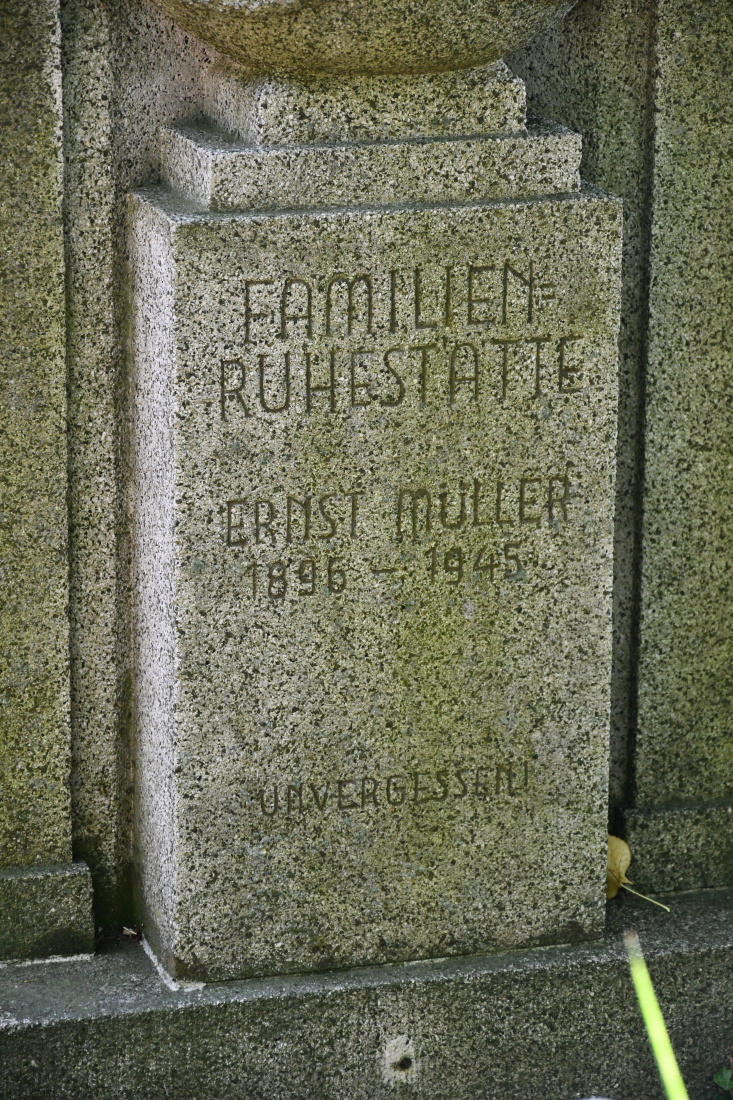 FAMILIEN=
RUHESTÄTTE
ERNST MÜLLER
1896 - 1945
UNVERGESSEN!